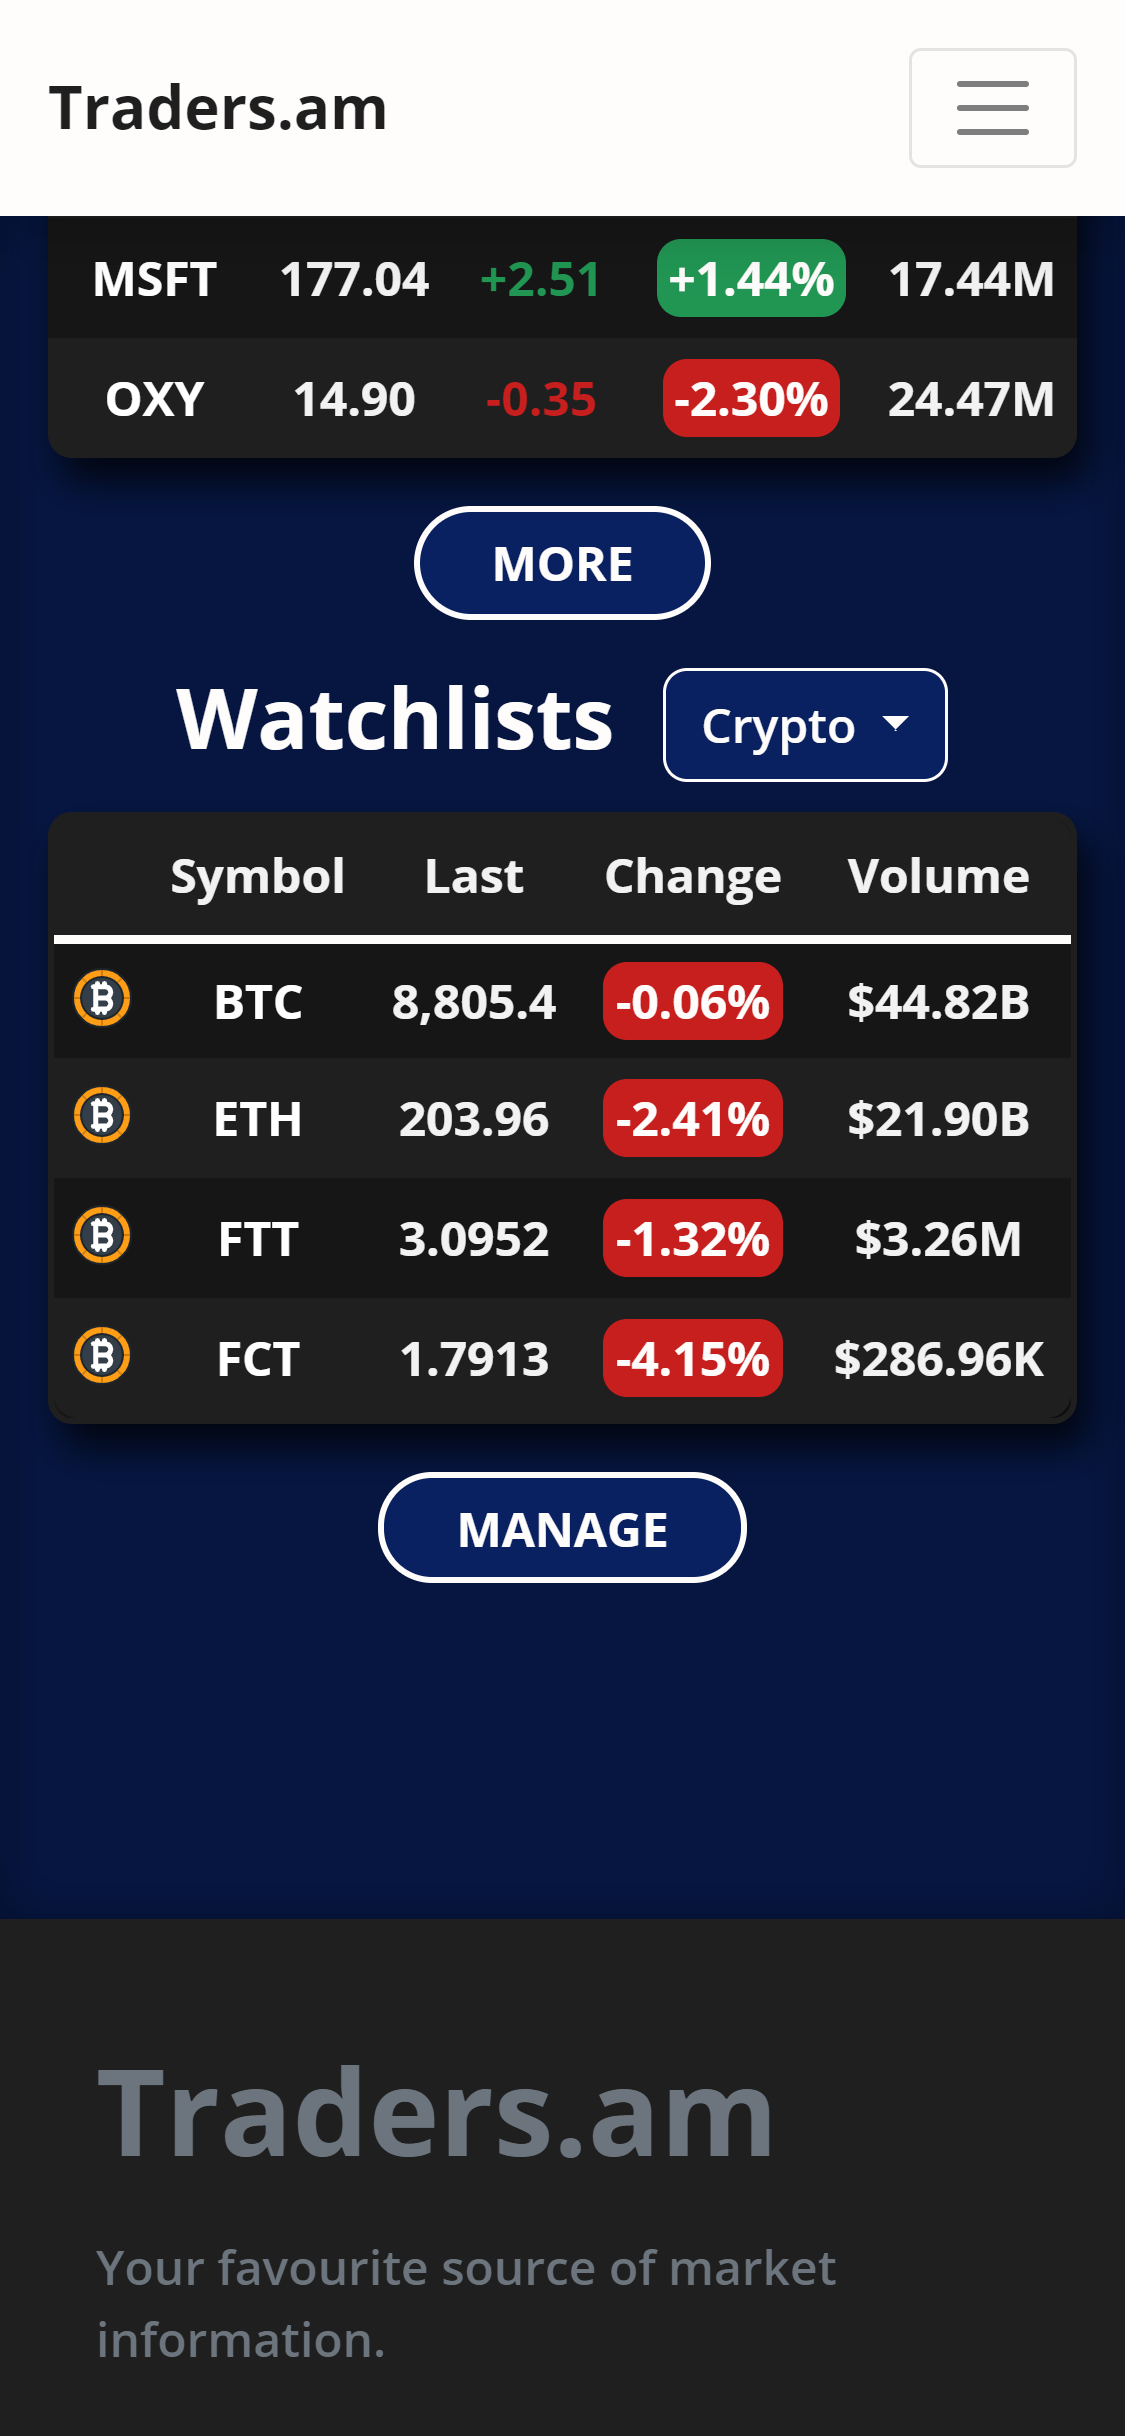 Traders.am
MSFT 177.04 +2.51 +1.44% 17.44M
OXY 14.90 -0.35 -2.30% 24.47M
MORE
Watchlists Crypto
Symbol Last Change Volume
BTC 8,805.4 -0.06% $44.82B
ETH 203.96 -2.41% $21.90B
FTT 3.0952 -1.32% $3.26M
FCT 1.7913 -4.15% $286.96K
MANAGE
Traders.am
Your favourite source of market
information.